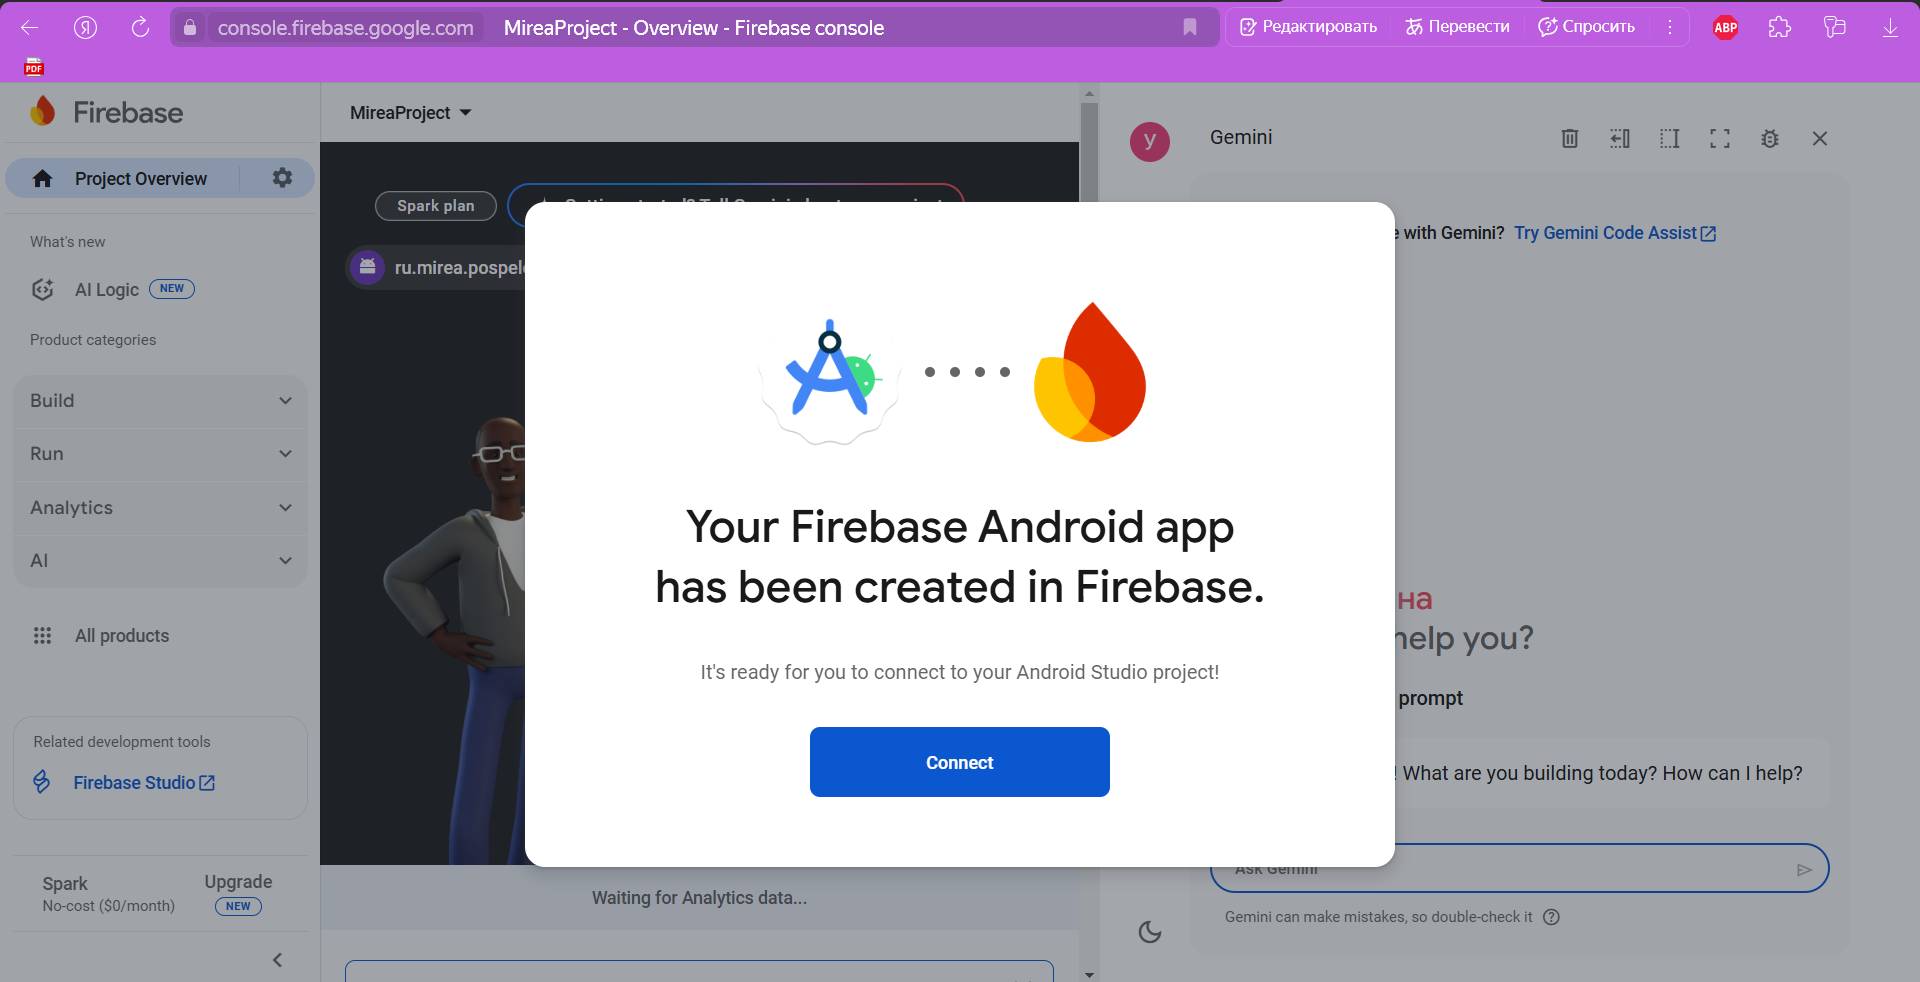 Я
console.firebase.google.com
MireaProject - Overview - Firebase console
Редактировать
Перевести
Спросить
ABP
PDF
Firebase
Project Overview
What's new
AI Logic
NEW
Product categories
Build
Run
Analytics
AI
All products
Related development tools
Firebase Studio
Spark
No-cost ($0/month)
Upgrade
NEW
MireaProject
Spark plan
ru.mirea.pospel
Your Firebase Android app
has been created in Firebase.
It's ready for you to connect to your Android Studio project!
Connect
Waiting for Analytics data...
y
Gemini
with Gemini? Try Gemini Code Assist
на
help you?
prompt
! What are you building today? How can I help?
Ask Gemini
Gemini can make mistakes, so double-check it